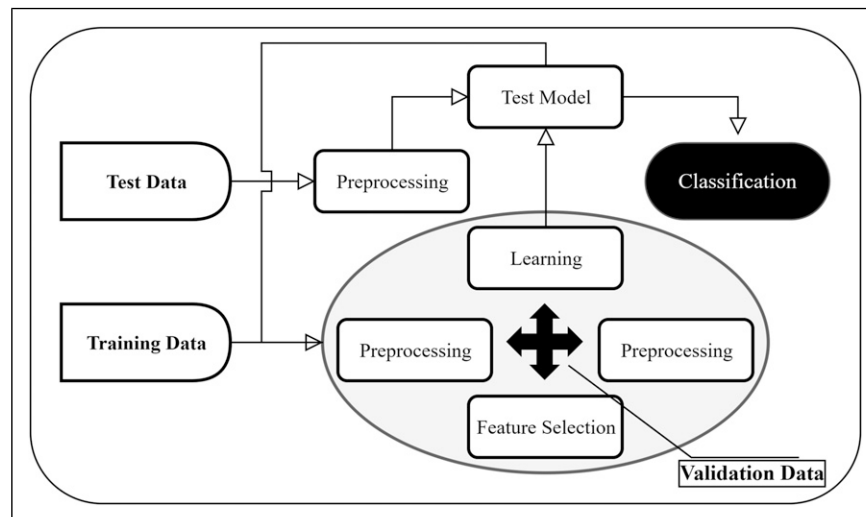 Test Model
Test Data
Preprocessing
Classification
Learning
Training Data
Preprocessing
Preprocessing
Feature Selection
Validation Data